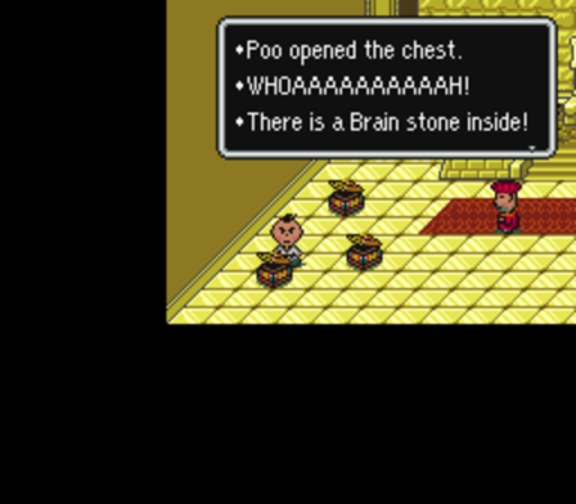 •Poo opened the chest.
•WHOAAAAAAAAAAH!
•There is a Brain stone inside!